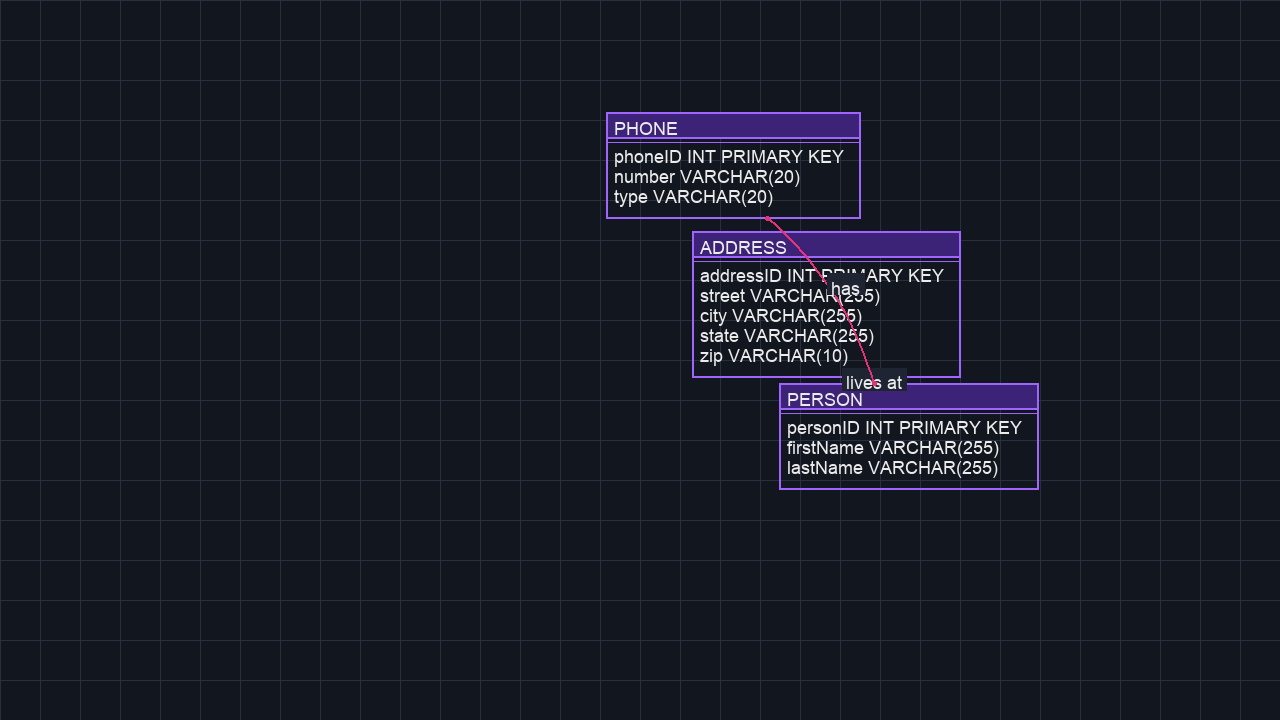 PHONE
phoneID INT PRIMARY KEY
number VARCHAR(20)
type VARCHAR(20)
ADDRESS
addressID INT PRIMARY KEY
has
street VARCHAR(255)
city VARCHAR(255)
state VARCHAR(255)
zip VARCHAR(10)
lives at
PERSON
personID INT PRIMARY KEY
firstName VARCHAR(255)
lastName VARCHAR(255)